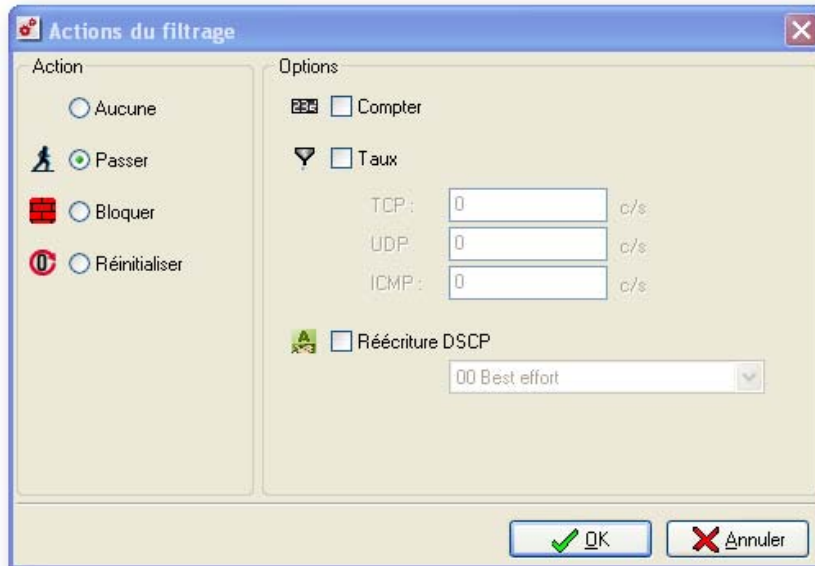 Actions du filtrage
Action
Aucune
Passer
Bloquer
Réinitialiser
Options
Compter
Taux
TCP : 0 c/s
UDP 0 c/s
ICMP : 0 c/s
Réécriture DSCP
00 Best effort
OK
Annuler